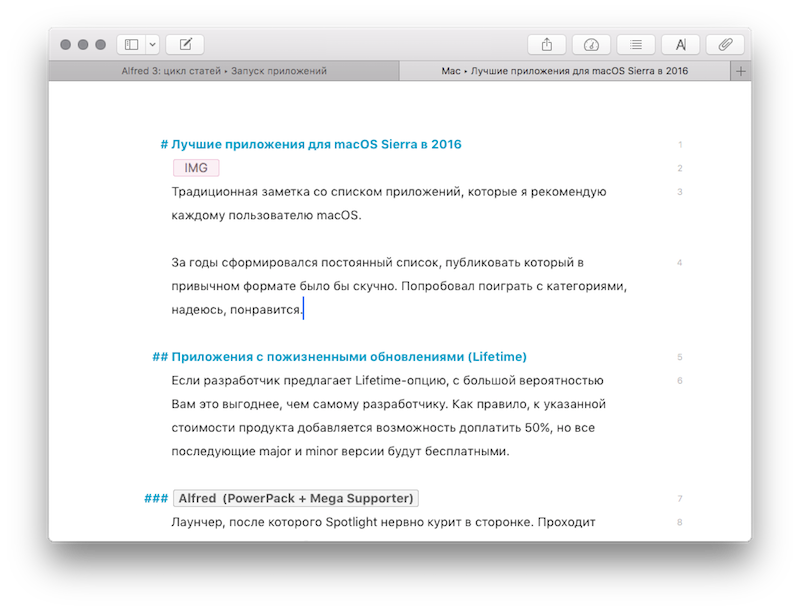 Alfred 3: цикл статей • Запуск приложений
Mac • Лучшие приложения для macOS Sierra в 2016
# Лучшие приложения для macOS Sierra в 2016 1
IMG 2
Традиционная заметка со списком приложений, которые я рекомендую 3
каждому пользователю macOS.
За годы сформировался постоянный список, публиковать который в 4
привычном формате было бы скучно. Попробовал поиграть с категориями,
надеюсь, понравится.
## Приложения с пожизненными обновлениями (Lifetime) 5
Если разработчик предлагает Lifetime-опцию, с большой вероятностью 6
Вам это выгоднее, чем самому разработчику. Как правило, к указанной
стоимости продукта добавляется возможность доплатить 50%, но все
последующие major и minor версии будут бесплатными.
### Alfred (PowerPack + Mega Supporter) 7
Лаунчер, после которого Spotlight нервно курит в сторонке. Проходит 8